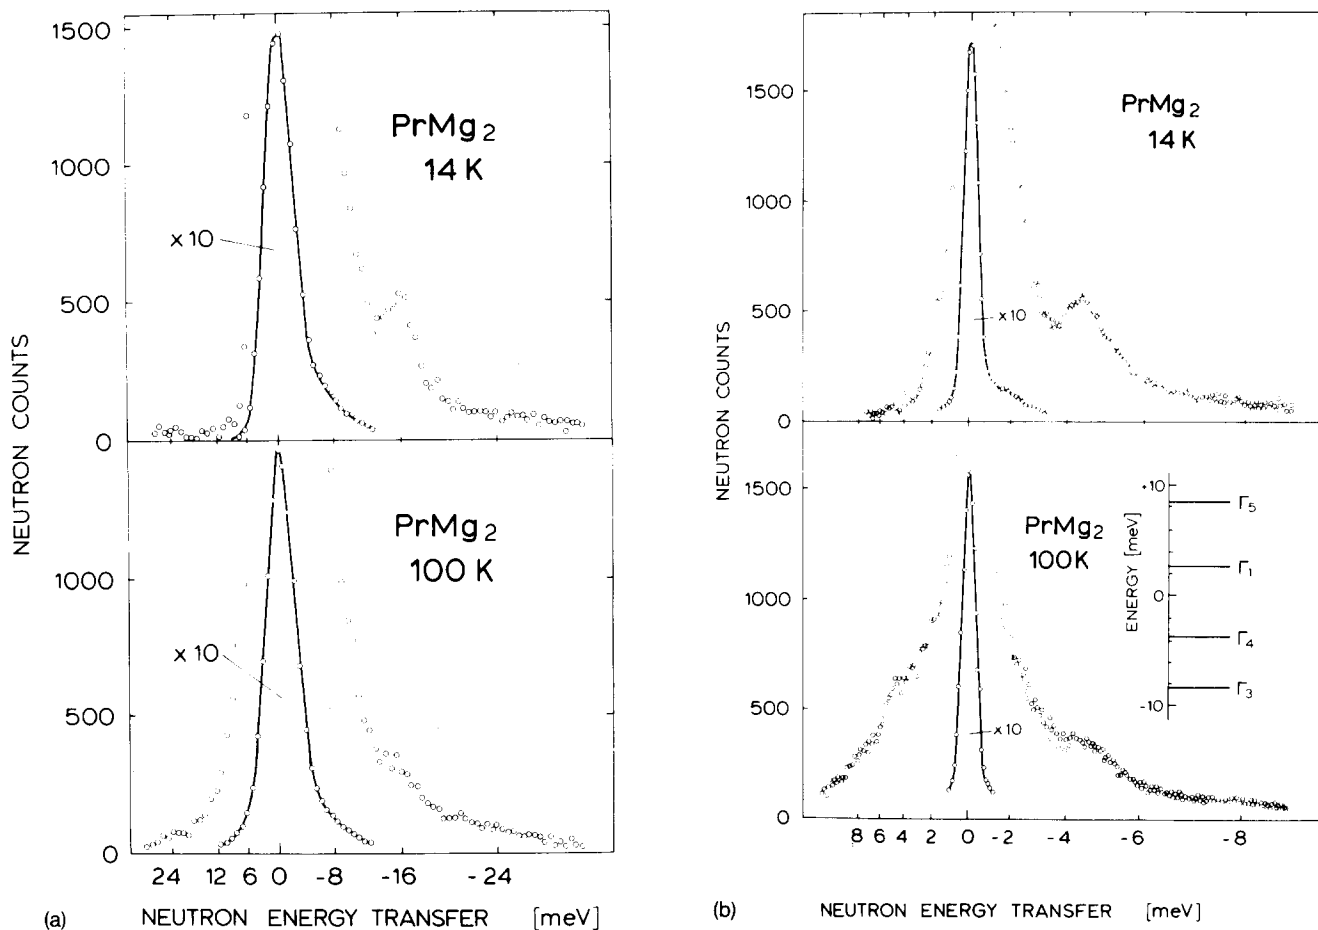 1500
1000
500
0
PrMg2
14 K
x 10
1000
500
0
PrMg2
100 K
x 10
24 12 6 0 -8 -16 -24
NEUTRON COUNTS
(a) NEUTRON ENERGY TRANSFER [meV]
1500
1000
500
0
PrMg2
14 K
x 10
1500
1000
500
0
PrMg2
100K
x 10
ENERGY [meV]
+10
0
-10
Γ5
Γ1
Γ4
Γ3
8 6 4 2 0 -2 -4 -6 -8
NEUTRON COUNTS
(b) NEUTRON ENERGY TRANSFER [meV]